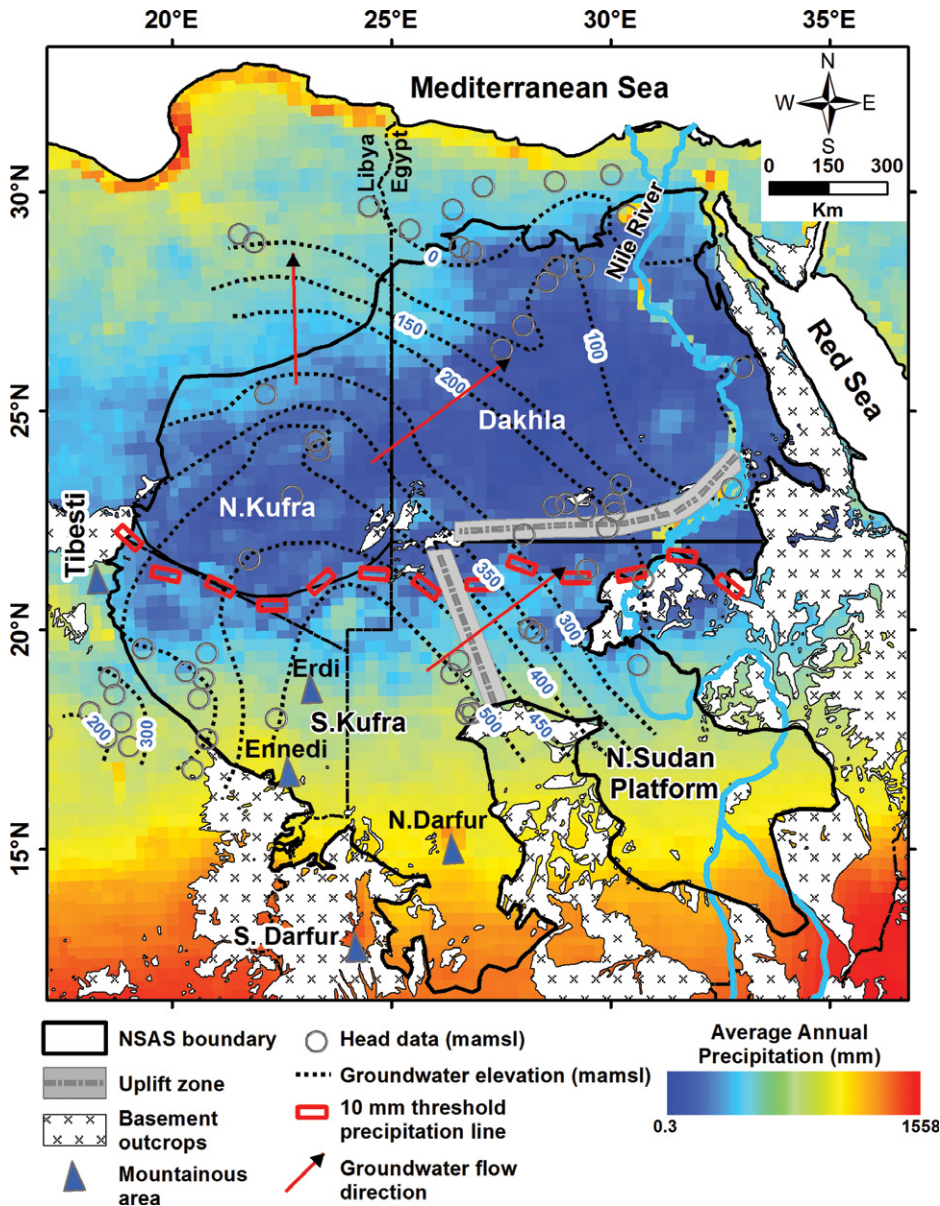 20°E 25°E 30°E 35°E
Mediterranean Sea
N
W E
S
0 150 300
Km
Libya
Egypt
30°N
0
Nile River
Red Sea
150
100
200
25°N
Dakhla
N.Kufra
Tibesti
350
300
20°N
Erdi
400
S.Kufra
500
450
200
300
Ennedi
N.Sudan
Platform
N.Darfur
15°N
S. Darfur
NSAS boundary
Uplift zone
Basement
outcrops
Mountainous
area
Head data (mamsl)
Groundwater elevation (mamsl)
10 mm threshold
precipitation line
Groundwater flow
direction
Average Annual
Precipitation (mm)
0.3 1558